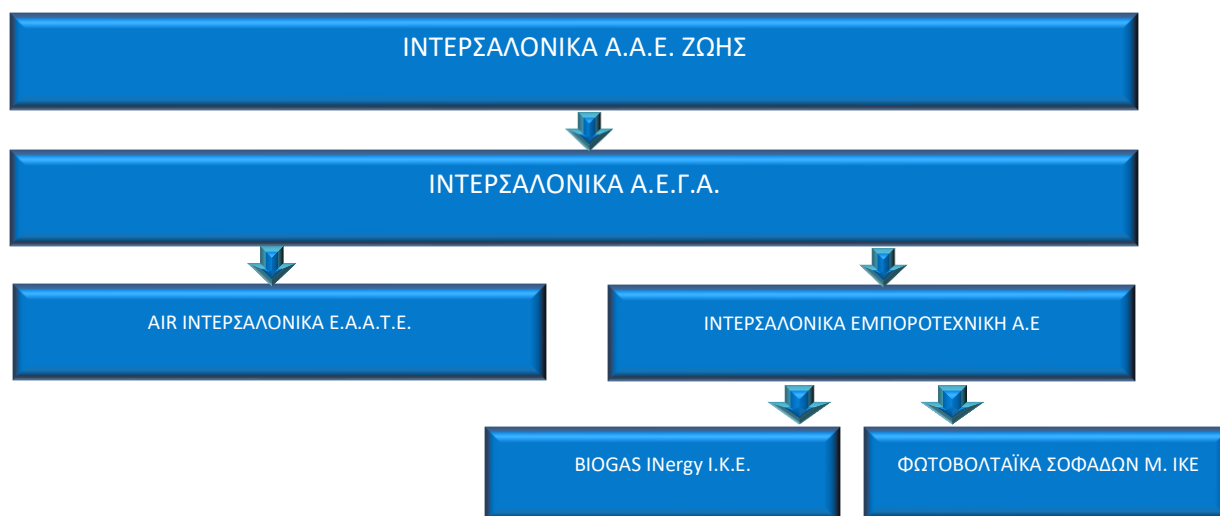 ΙΝΤΕΡΣΑΛΟΝΙΚΑ Α.Α.Ε. ΖΩΗΣ
ΙΝΤΕΡΣΑΛΟΝΙΚΑ Α.Ε.Γ.Α.
AIR ΙΝΤΕΡΣΑΛΟΝΙΚΑ Ε.Α.Α.Τ.Ε.
ΙΝΤΕΡΣΑΛΟΝΙΚΑ ΕΜΠΟΡΟΤΕΧΝΙΚΗ Α.Ε
BIOGAS INergy Ι.Κ.Ε.
ΦΩΤΟΒΟΛΤΑΪΚΑ ΣΟΦΑΔΩΝ Μ. ΙΚΕ